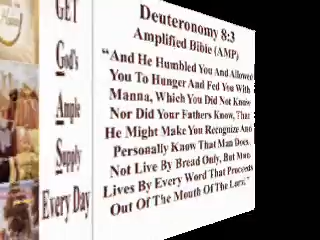 GET
God's
Ample
Supply
Every Day
Deuteronomy 8:3
Amplified Bible (AMP)
“And He Humbled You And Allowed
You To Hunger And Fed You With
Manna, Which You Did Not Know
Nor Did Your Fathers Know, That
He Might Make You Recognize And
Personally Know That Man Does
Not Live By Bread Only, But Man
Lives By Every Word That Proceeds
Out Of The Mouth Of The Lord.”